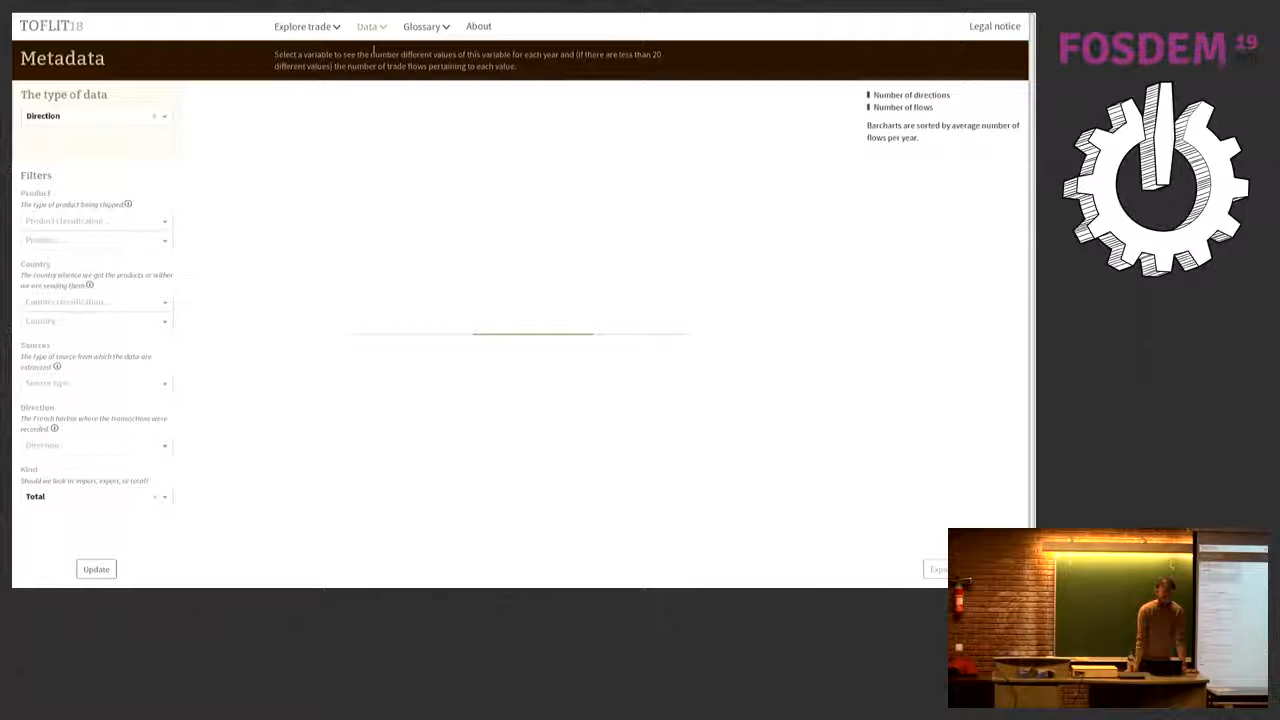 TOFLIT18
Explore trade
Data
Glossary
About
Legal notice
Metadata
Select a variable to see the number different values of this variable for each year and (if there are less than 20
different values) the number of trade flows pertaining to each value.
The type of data
Direction
Number of directions
Number of flows
Barcharts are sorted by average number of
flows per year.
Filters
Product
The type of product being shipped
Product classification...
Product...
Country
The country whence we got the products or wither
we are sending them
Country classification...
Country...
Sources
The type of source from which the data are
extracted
Source type...
Direction
The French harbor where the transactions were
recorded
Direction...
Kind
Should we look at import, export, or total?
Total
Update
FOSDEM 19